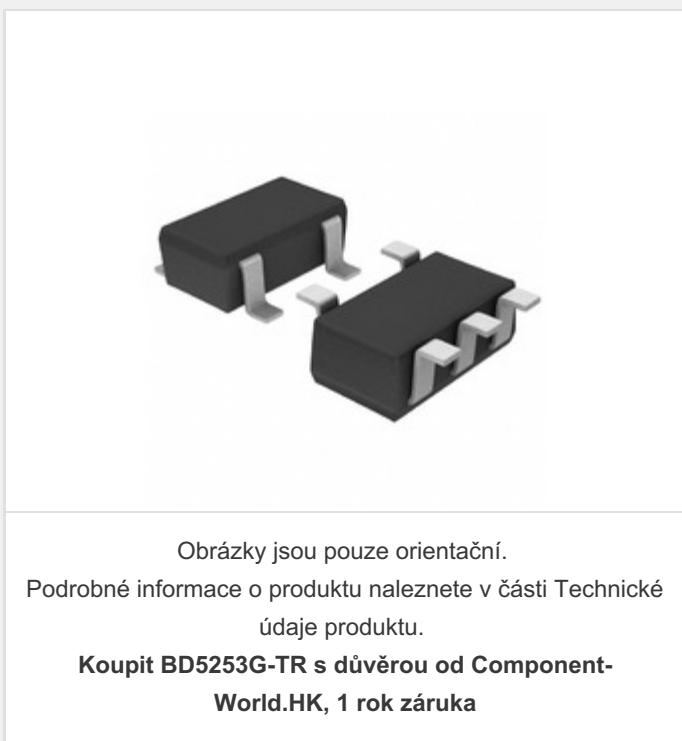 Obrázky jsou pouze orientační.
Podrobné informace o produktu naleznete v části Technické
údaje produktu.
Koupit BD5253G-TR s důvěrou od Component-
World.HK, 1 rok záruka